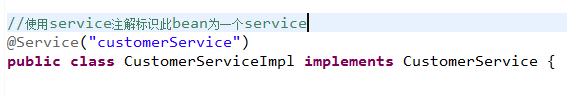 //使用service注解标识此bean为一个service
@Service("customerService")
public class CustomerServiceImpl implements CustomerService {